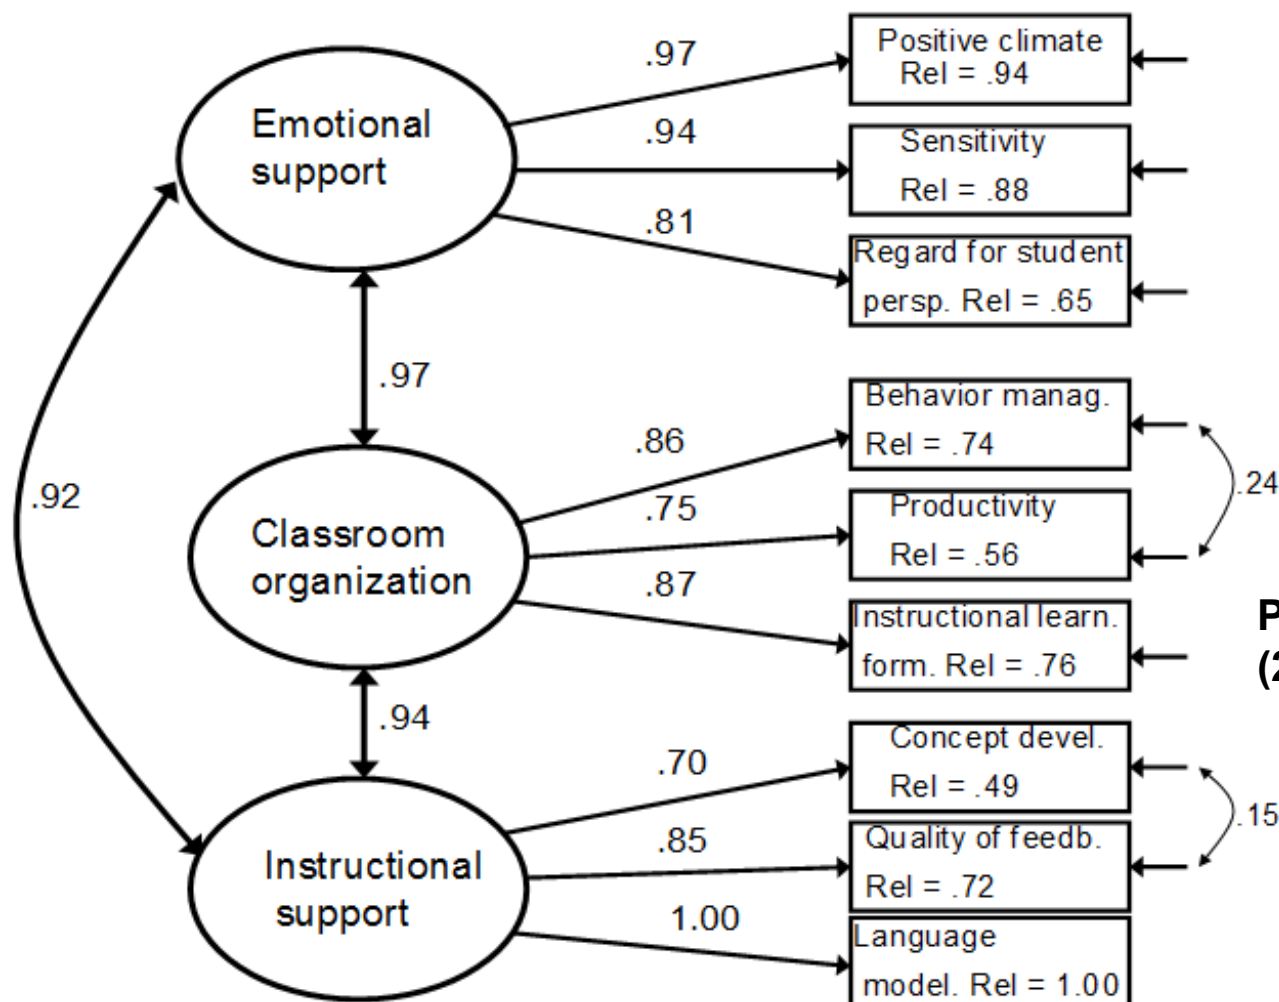 .97
Positive climate
Rel = .94
Emotional
support
.94
Sensitivity
Rel = .88
.81
Regard for student
persp. Rel = .65
.97
Behavior manag.
Rel = .74
.86
.92
.24
.75
Productivity
Rel = .56
Classroom
organization
.87
Instructional learn.
form. Rel = .76
P
(2
.94
Concept devel.
Rel = .49
.70
.15
.85
Quality of feedb.
Rel = .72
Instructional
support
1.00
Language
model. Rel = 1.00